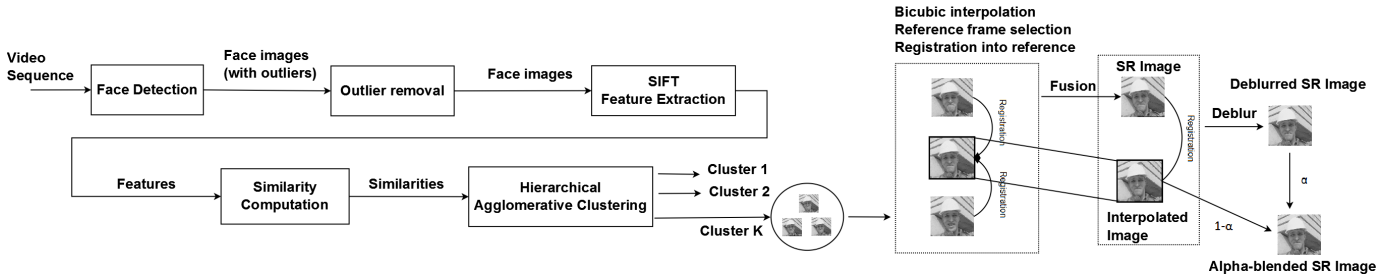 Video
Sequence
Face Detection
Face images
(with outliers)
Outlier removal
Face images
SIFT
Feature Extraction
Features
Similarity
Computation
Similarities
Hierarchical
Agglomerative Clustering
Cluster 1
Cluster 2
Cluster K
Bicubic interpolation
Reference frame selection
Registration into reference
Registration
Registration
Fusion
SR Image
Registration
Interpolated
Image
Deblur
Deblurred SR Image
α
1-α
Alpha-blended SR Image